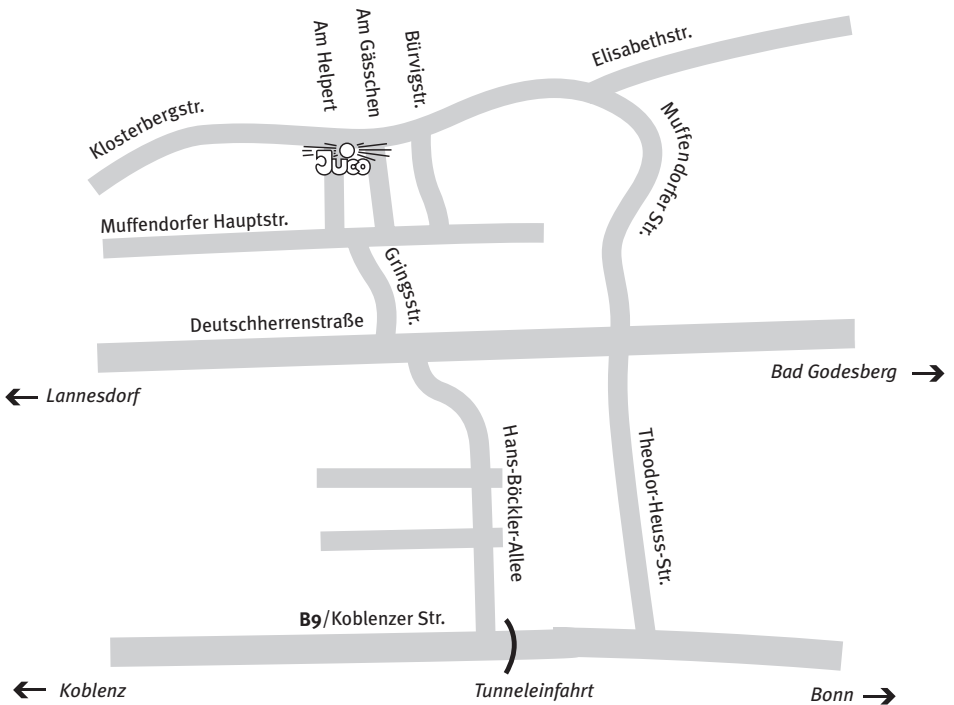 Am Helpert
Am Gässchen
Bürvigstr.
Elisabethstr.
Klosterbergstr.
Muffendorfer Str.
Juco
Muffendorfer Hauptstr.
Gringsstr.
Deutschherrenstraße
Bad Godesberg
Lannesdorf
Hans-Böckler-Allee
Theodor-Heuss-Str.
B9/Koblenzer Str.
Koblenz
Tunneleinfahrt
Bonn